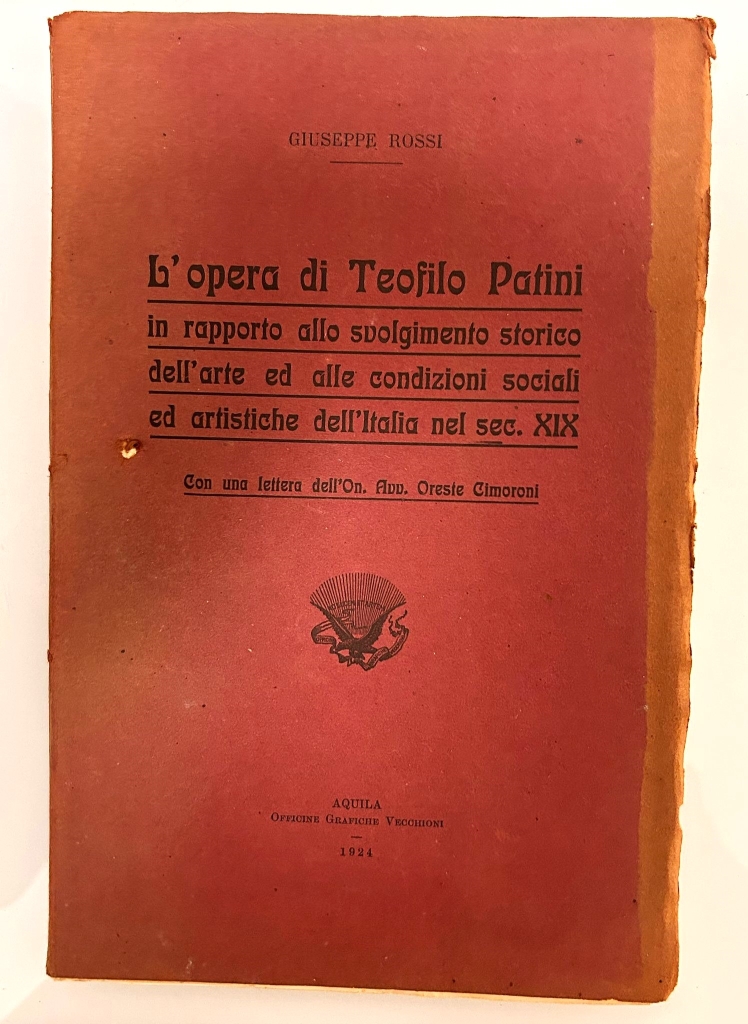 GIUSEPPE ROSSI
L'opera di Teofilo Patini
in rapporto allo svolgimento storico
dell'arte ed alle condizioni sociali
ed artistiche dell'Italia nel sec. XIX
Con una lettera dell'On. Avv. Oreste Cimoroni
AQUILA
OFFICINE GRAFICHE VECCHIONI
1924